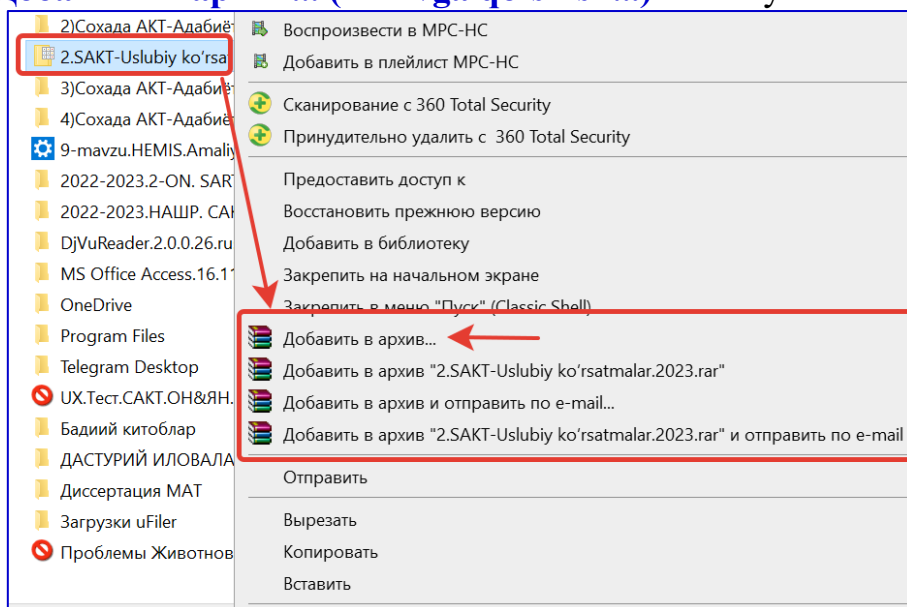 2)Сохада АКТ-Адабиё
2.SAKT-Uslubiy ko‘rsa
3)Сохада АКТ-Адабиё
4)Сохада АКТ-Адабиё
9-mavzu.HEMIS.Amaliy
2022-2023.2-ON. SAR
2022-2023.НАШР. САК
DjVuReader.2.0.0.26.ru
MS Office Access.16.1
OneDrive
Program Files
Telegram Desktop
UX.Тест.САКТ.ОН&ЯН.
Бадиий китоблар
ДАСТУРИЙ ИЛОВАЛА
Диссертация МАТ
Загрузки uFiler
Проблемы Животнов
Воспроизвести в MPC-HC
Добавить в плейлист MPC-HC
Сканирование с 360 Total Security
Принудительно удалить с 360 Total Security
Предоставить доступ к
Восстановить прежнюю версию
Добавить в библиотеку
Закрепить на начальном экране
Закрепить в меню "Пуск" (Classic Shell)
Добавить в архив...
Добавить в архив "2.SAKT-Uslubiy ko‘rsatmalar.2023.rar"
Добавить в архив и отправить по e-mail...
Добавить в архив "2.SAKT-Uslubiy ko‘rsatmalar.2023.rar" и отправить по e-mail
Отправить
Вырезать
Копировать
Вставить